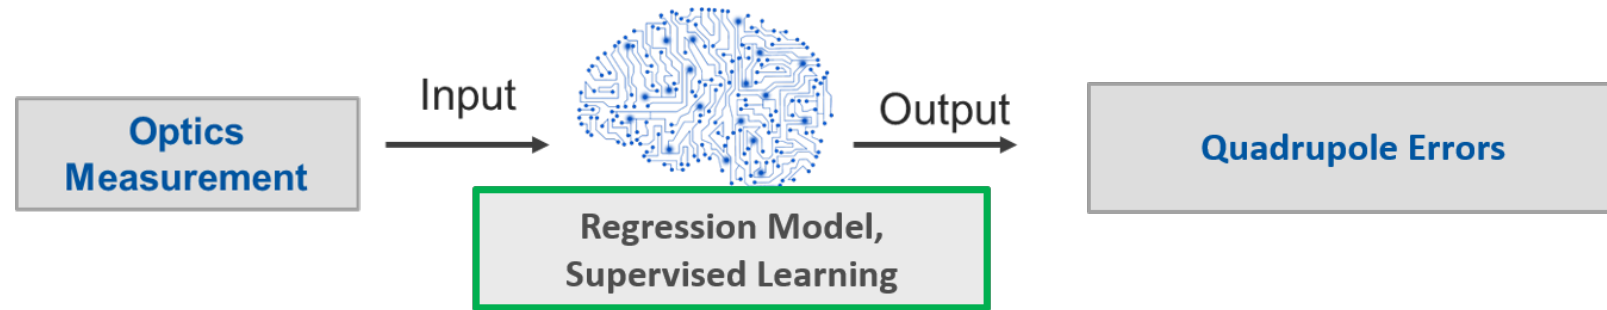 Optics
Measurement
Input
Regression Model,
Supervised Learning
Output
Quadrupole Errors